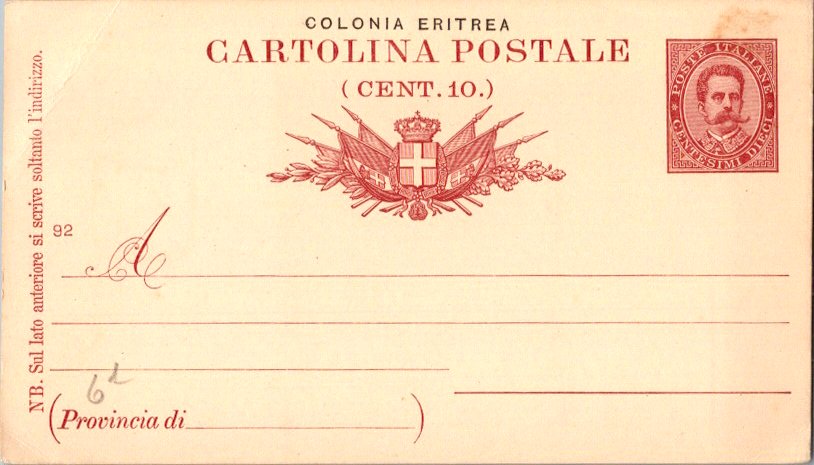 COLONIA ERITREA
CARTOLINA POSTALE
(CENT. 10.)
* POSTE ITALIANE *
CENTESIMI DIECI
NB. Sul lato anteriore si scrive soltanto l'indirizzo.
92
A
6
(Provincia di)